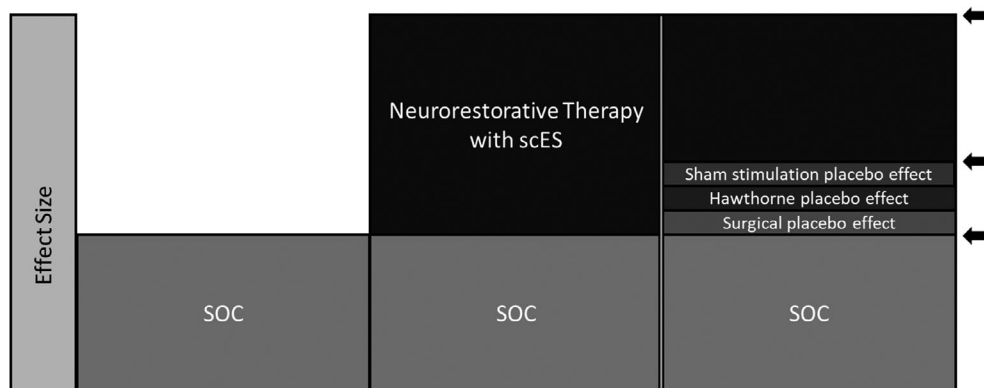 Effect Size
SOC
Neurorestorative Therapy
with scES
SOC
Sham stimulation placebo effect
Hawthorne placebo effect
Surgical placebo effect
SOC